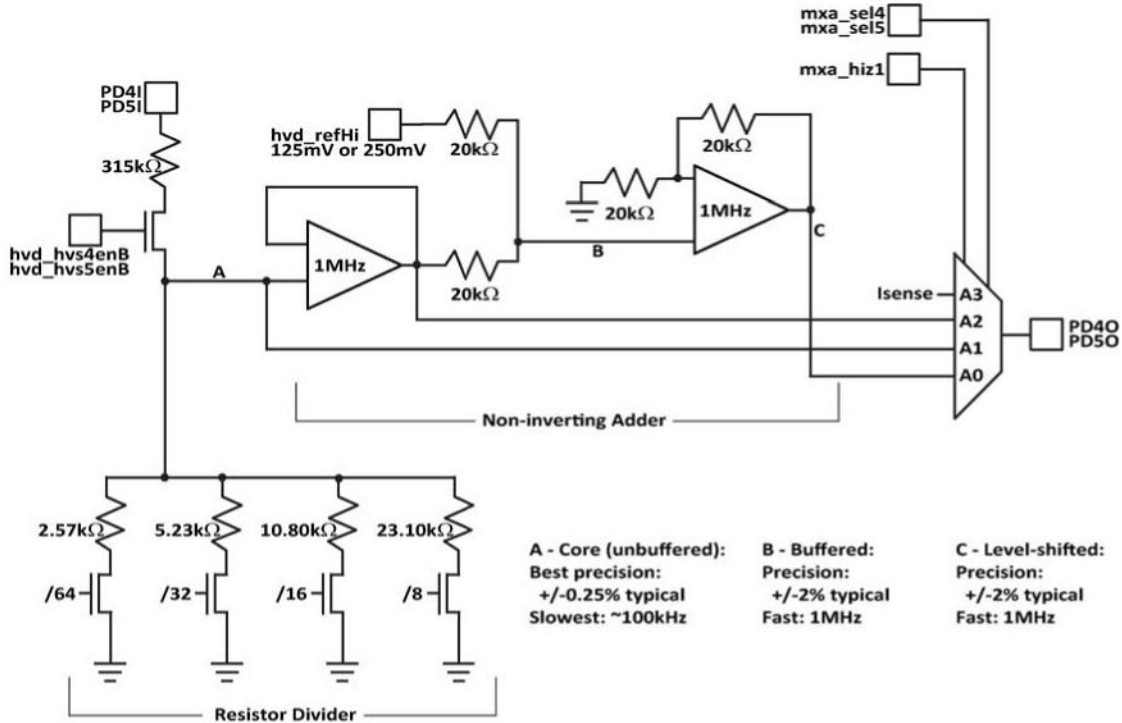 mxa_sel4
mxa_sel5
mxa_hiz1
PD4I
PD5I
315kΩ
hvd_refHi
125mV or 250mV
20kΩ
20kΩ
20kΩ
1MHz
hvd_hvs4enB
hvd_hvs5enB
A
1MHz
20kΩ
B
C
Isense
A3
A2
A1
A0
PD4O
PD5O
Non-inverting Adder
2.57kΩ
5.23kΩ
10.80kΩ
23.10kΩ
/64
/32
/16
/8
Resistor Divider
A - Core (unbuffered):
Best precision:
+/-0.25% typical
Slowest: ~100kHz
B - Buffered:
Precision:
+/-2% typical
Fast: 1MHz
C - Level-shifted:
Precision:
+/-2% typical
Fast: 1MHz